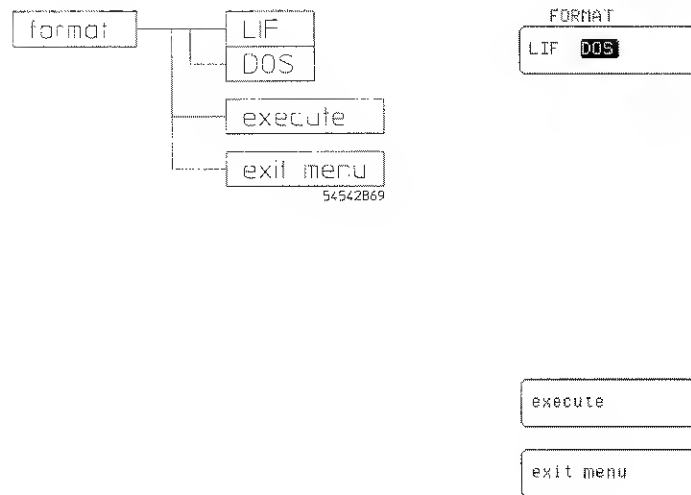 format
LIF
DOS
execute
exit menu
54542B69
FORMAT
LIF DOS
execute
exit menu